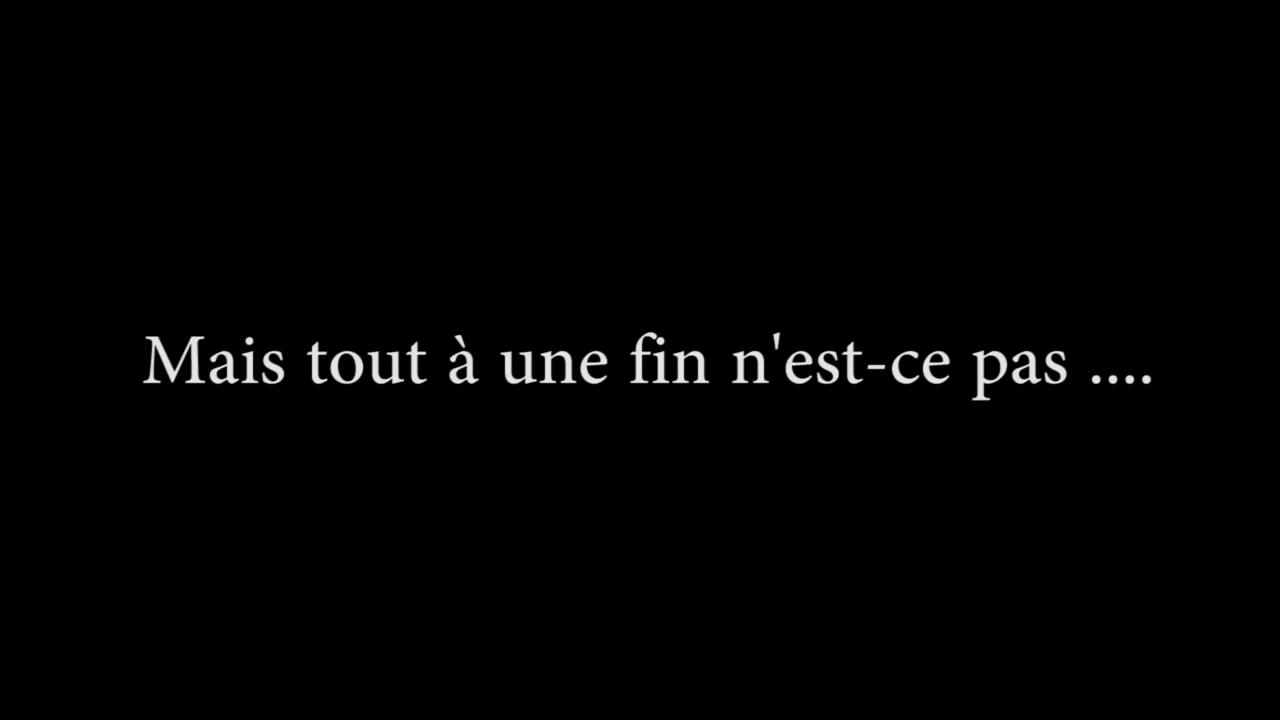 Mais tout à une fin n'est-ce pas ....